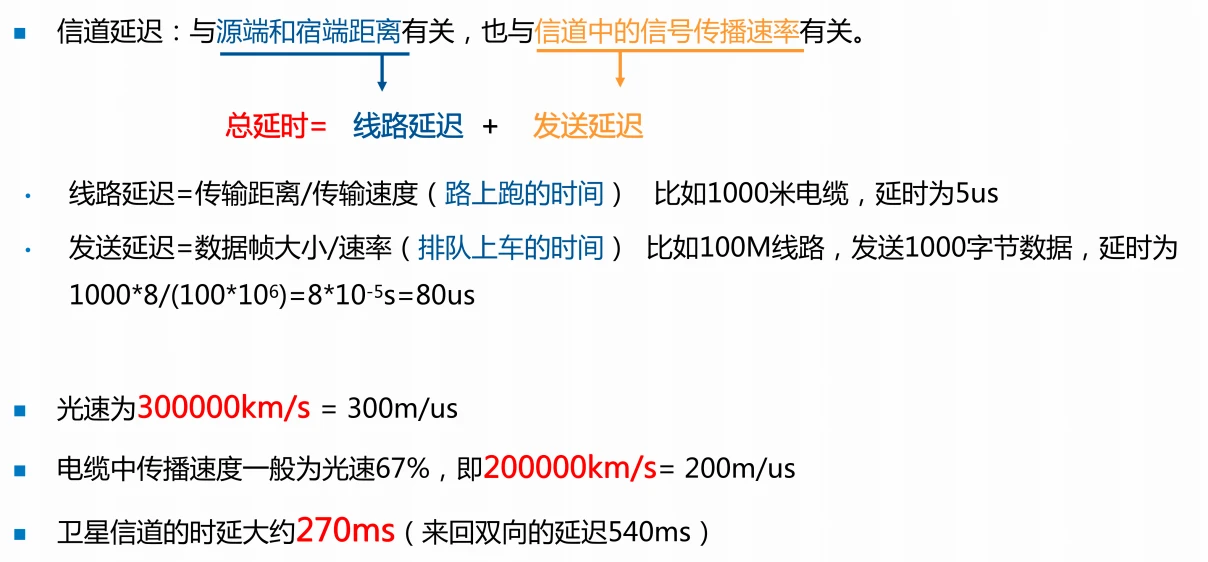 ■ 信道延迟：与源端和宿端距离有关，也与信道中的信号传播速率有关。
总延时= 线路延迟 + 发送延迟
• 线路延迟=传输距离/传输速度（路上跑的时间） 比如1000米电缆，延时为5us
• 发送延迟=数据帧大小/速率（排队上车的时间） 比如100M线路，发送1000字节数据，延时为
1000*8/(100*10⁶)=8*10⁻⁵s=80us
■ 光速为300000km/s = 300m/us
■ 电缆中传播速度一般为光速67%，即200000km/s= 200m/us
■ 卫星信道的时延大约270ms（来回双向的延迟540ms）